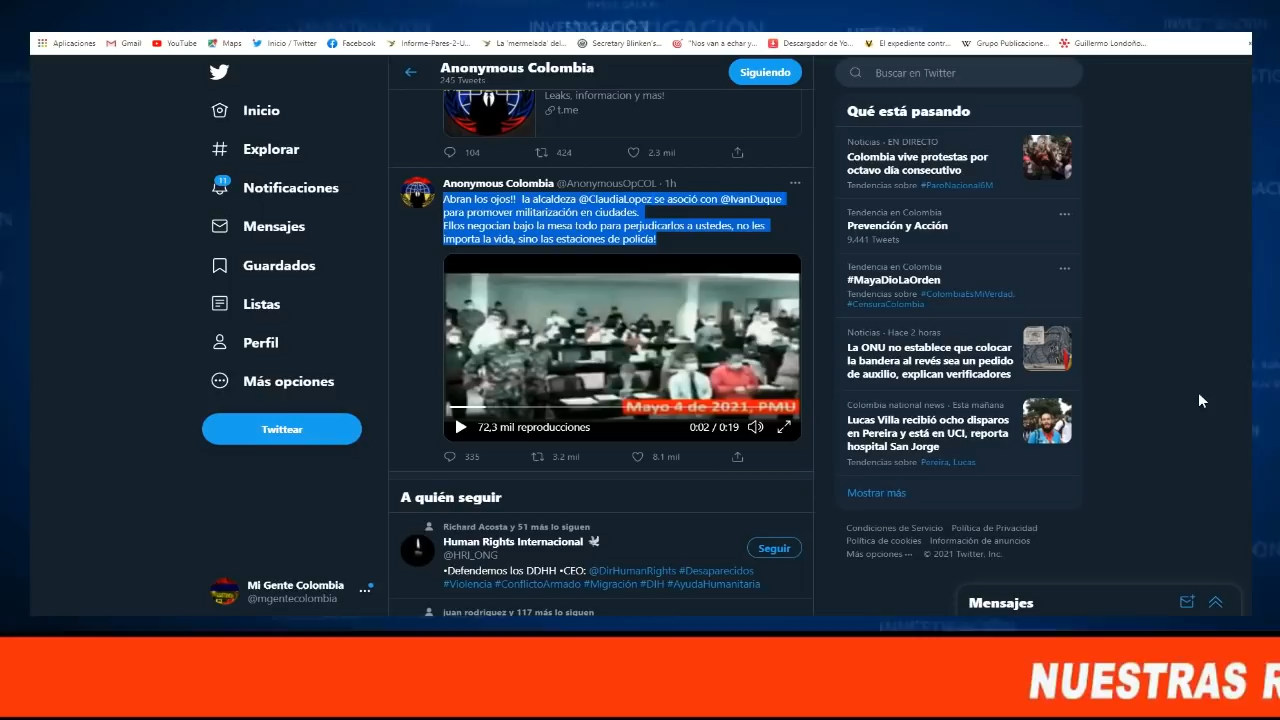 INVESTIGACIÓN
Aplicaciones
Gmail
YouTube
Maps
Inicio / Twitter
Facebook
Informe-Pares-2-U...
La 'mermelada' del...
Secretary Blinken's...
"Nos van a echar y...
Descargador de Yo...
El expediente contr...
Grupo Publicacione...
Guillermo Londoño...
Inicio
Explorar
11
Notificaciones
Mensajes
Guardados
Listas
Perfil
Más opciones
Twittear
Mi Gente Colombia
@mgentecolombia
Anonymous Colombia
245 Tweets
Siguiendo
Leaks, informacion y mas!
t.me
104
424
2.3 mil
Anonymous Colombia @AnonymousOpCOL · 1h
Abran los ojos!! la alcaldeza @ClaudiaLopez se asoció con @IvanDuque
para promover militarización en ciudades.
Ellos negocian bajo la mesa todo para perjudicarlos a ustedes, no les
importa la vida, sino las estaciones de policía!
Mayo 4 de 2021, PMU
72,3 mil reproducciones
0:02 / 0:19
335
3.2 mil
8.1 mil
A quién seguir
Richard Acosta y 51 más lo siguen
Human Rights Internacional
@HRI_ONG
Seguir
•Defendemos los DDHH •CEO: @DirHumanRights #Desaparecidos
#Violencia #ConflictoArmado #Migración #DIH #AyudaHumanitaria
juan rodriguez y 117 más lo siguen
Buscar en Twitter
Qué está pasando
Noticias · EN DIRECTO
Colombia vive protestas por
octavo día consecutivo
Tendencias sobre #ParoNacional6M
Tendencia en Colombia
Prevención y Acción
9,441 Tweets
Tendencia en Colombia
#MayaDioLaOrden
Tendencias sobre #ColombiaEsMiVerdad,
#CensuraColombia
Noticias · Hace 2 horas
La ONU no establece que colocar
la bandera al revés sea un pedido
de auxilio, explican verificadores
Colombia national news · Esta mañana
Lucas Villa recibió ocho disparos
en Pereira y está en UCI, reporta
hospital San Jorge
Tendencias sobre Pereira, Lucas
Mostrar más
Condiciones de Servicio Política de Privacidad
Política de cookies Información de anuncios
Más opciones ··· © 2021 Twitter, Inc.
Mensajes
NUESTRAS R